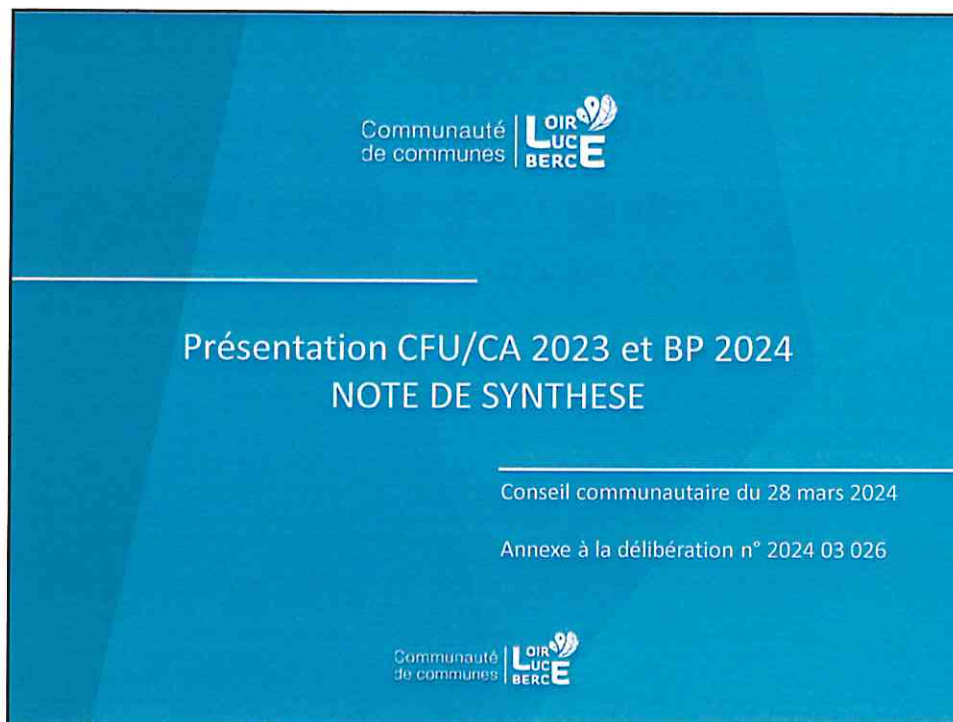 Communauté
de communes
LOIR
LUCE
BERCE
Présentation CFU/CA 2023 et BP 2024
NOTE DE SYNTHESE
Conseil communautaire du 28 mars 2024
Annexe à la délibération n° 2024 03 026
Communauté
de communes
LOIR
LUCE
BERCE